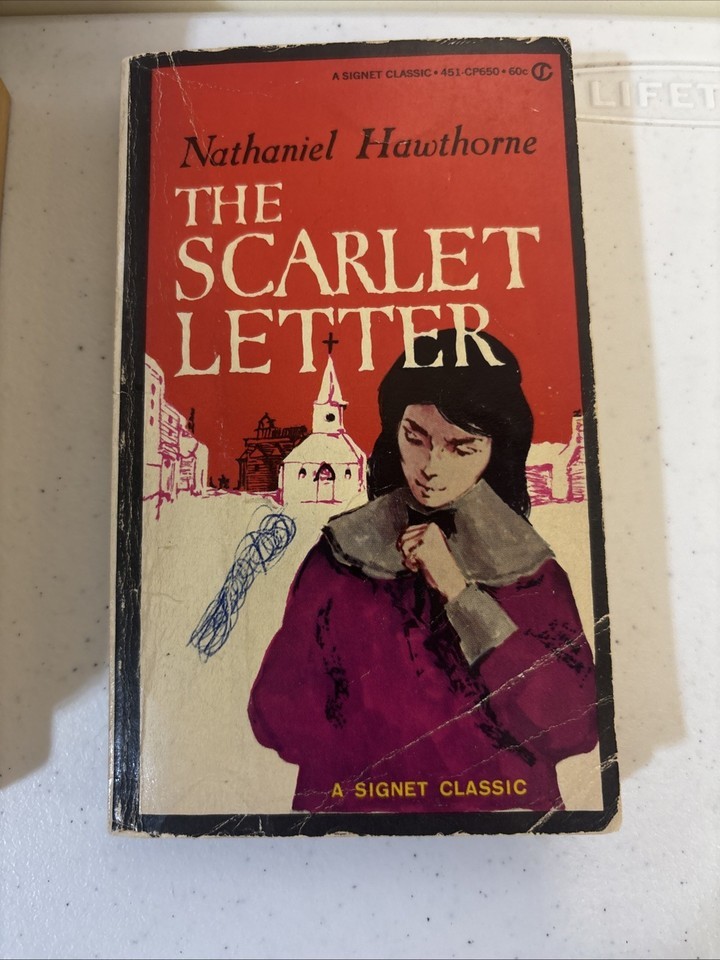 A SIGNET CLASSIC • 451-CP650 • 60c
Nathaniel Hawthorne
THE
SCARLET
LETTER
A SIGNET CLASSIC
LIFET